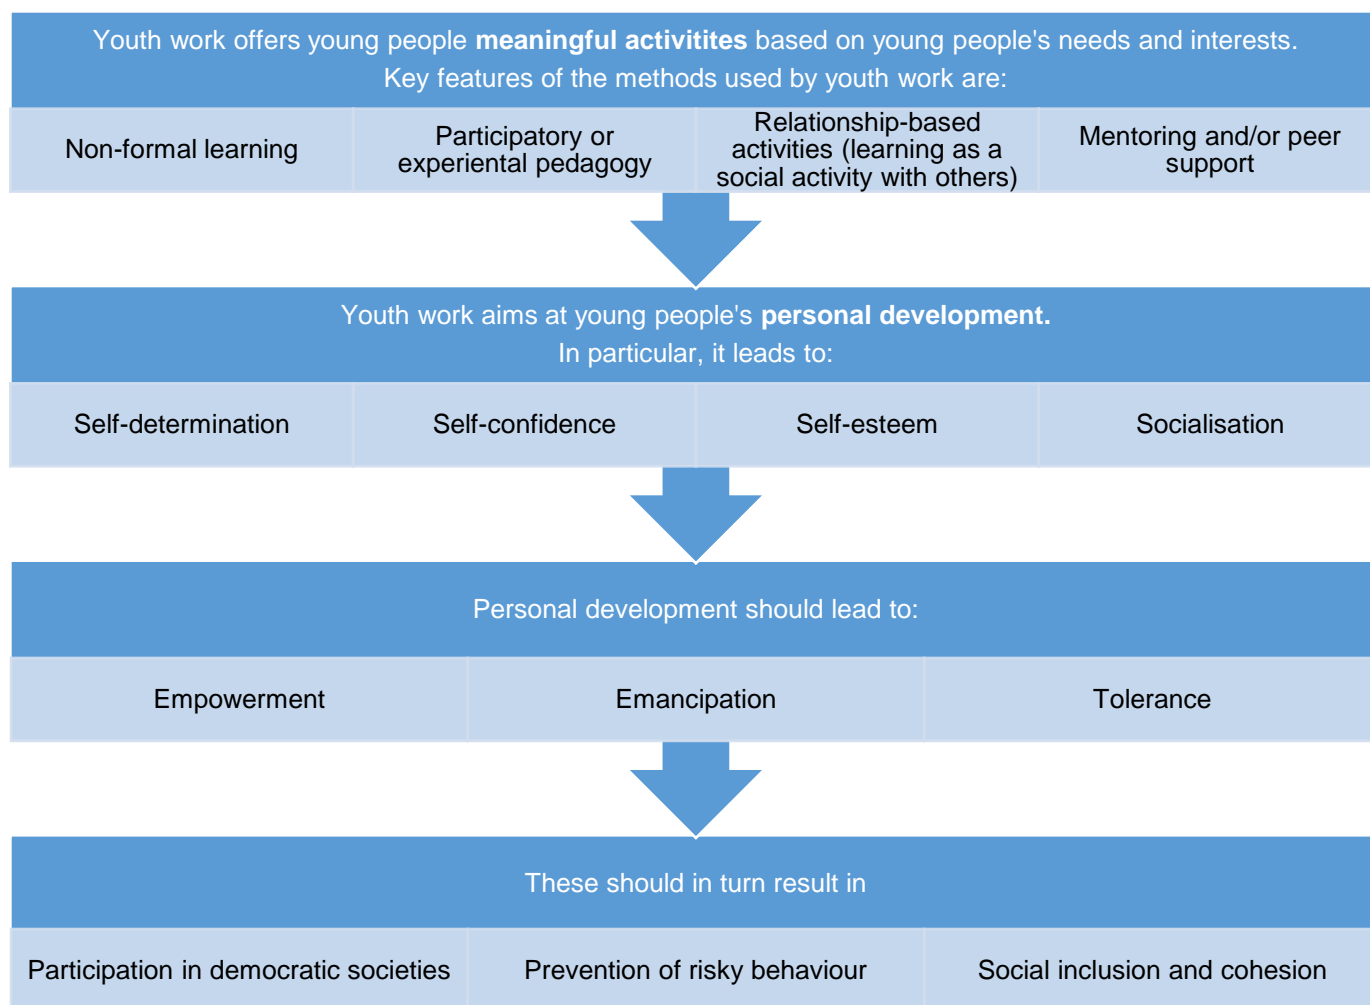 Youth work offers young people meaningful activitites based on young people's needs and interests.
Key features of the methods used by youth work are:
Non-formal learning
Participatory or
experiental pedagogy
Relationship-based
activities (learning as a
social activity with others)
Mentoring and/or peer
support
Youth work aims at young people's personal development.
In particular, it leads to:
Self-determination
Self-confidence
Self-esteem
Socialisation
Personal development should lead to:
Empowerment
Emancipation
Tolerance
These should in turn result in
Participation in democratic societies
Prevention of risky behaviour
Social inclusion and cohesion